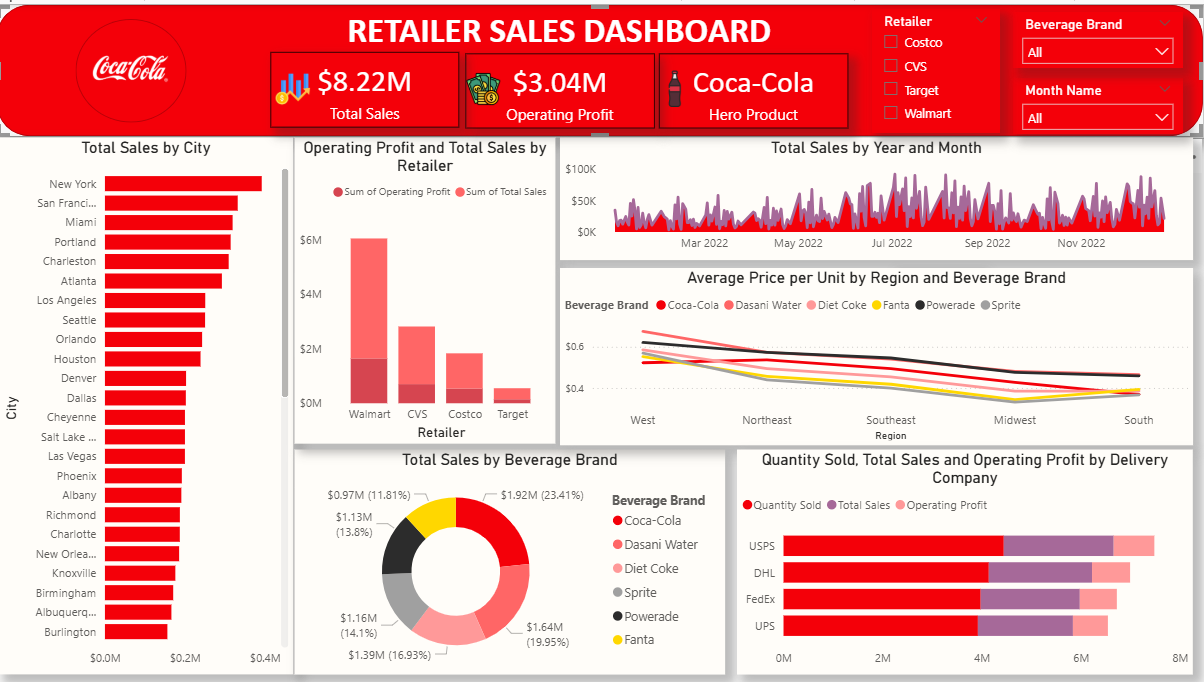 RETAILER SALES DASHBOARD
Coca-Cola
$8.22M
Total Sales
$3.04M
Operating Profit
Coca-Cola
Hero Product
Retailer
Costco
CVS
Target
Walmart
Beverage Brand
All
Month Name
All
Total Sales by City
New York
San Franci...
Miami
Portland
Charleston
Atlanta
Los Angeles
Seattle
Orlando
Houston
Denver
Dallas
Cheyenne
Salt Lake ...
Las Vegas
Phoenix
Albany
Richmond
Charlotte
New Orlea...
Knoxville
Birmingham
Albuquerq...
Burlington
City
$0.0M $0.2M $0.4M
Operating Profit and Total Sales by
Retailer
Sum of Operating Profit Sum of Total Sales
$6M
$4M
$2M
$0M
Walmart CVS Costco Target
Retailer
Total Sales by Year and Month
$100K
$50K
$0K
Mar 2022 May 2022 Jul 2022 Sep 2022 Nov 2022
Average Price per Unit by Region and Beverage Brand
Beverage Brand Coca-Cola Dasani Water Diet Coke Fanta Powerade Sprite
$0.6
$0.4
West Northeast Southeast Midwest South
Region
Total Sales by Beverage Brand
$0.97M (11.81%)
$1.92M (23.41%)
$1.13M
(13.8%)
$1.16M
(14.1%)
$1.39M (16.93%)
$1.64M
(19.95%)
Beverage Brand
Coca-Cola
Dasani Water
Diet Coke
Sprite
Powerade
Fanta
Quantity Sold, Total Sales and Operating Profit by Delivery
Company
Quantity Sold Total Sales Operating Profit
USPS
DHL
FedEx
UPS
0M 2M 4M 6M 8M